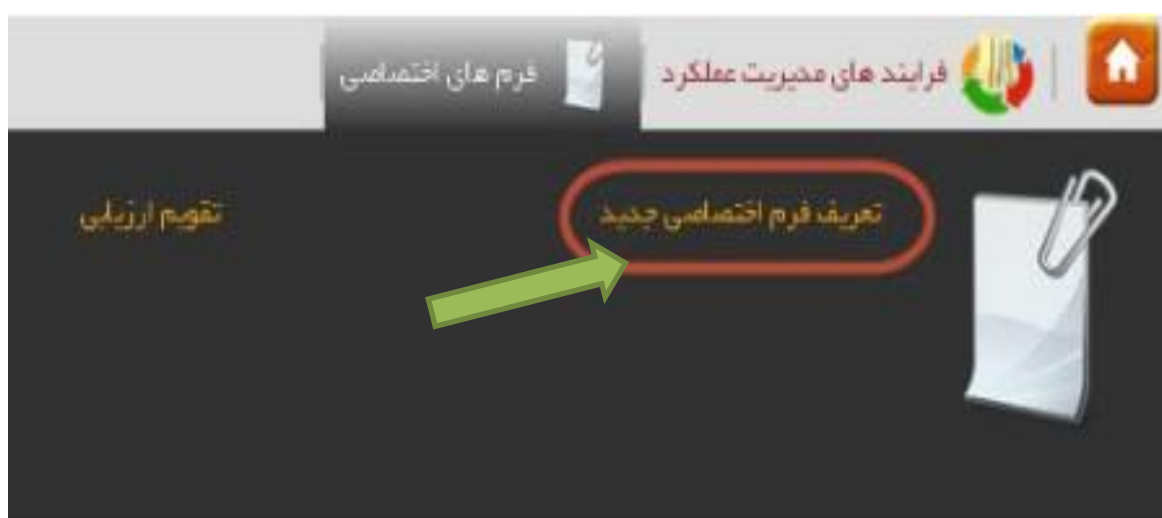 فرایند های مدیریت عملکرد
فرم های اختصاصی
تعریف فرم اختصاصی جدید
تقویم ارزیابی